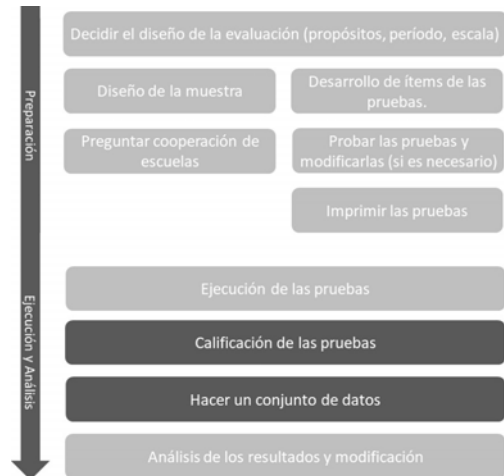 Preparación
Ejecución y Análisis
Decidir el diseño de la evaluación (propósitos, período, escala)
Diseño de la muestra
Desarrollo de ítems de las
pruebas.
Preguntar cooperación de
escuelas
Probar las pruebas y
modificarlas (si es necesario)
Imprimir las pruebas
Ejecución de las pruebas
Calificación de las pruebas
Hacer un conjunto de datos
Análisis de los resultados y modificación